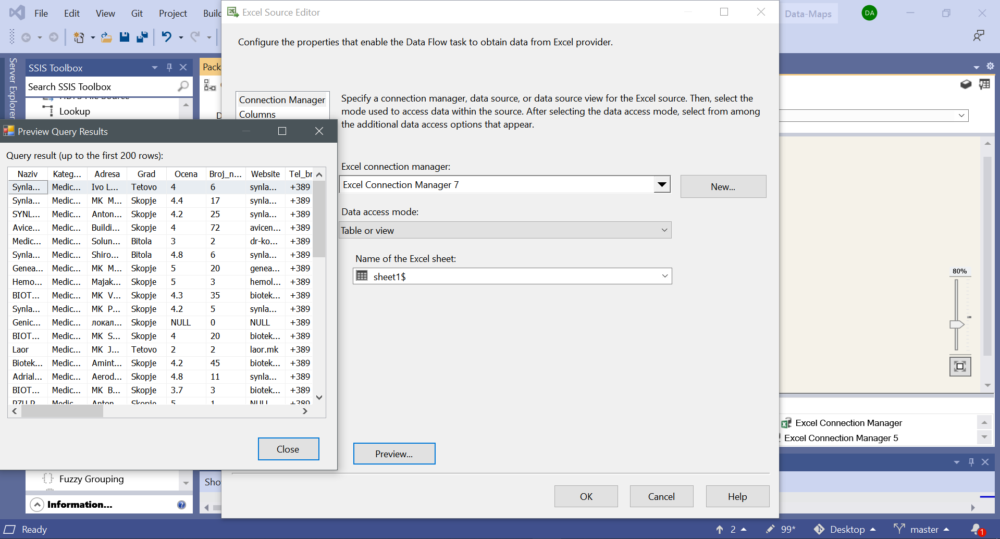 File Edit View Git Project Build
Excel Source Editor
Data-Maps
DA
Configure the properties that enable the Data Flow task to obtain data from Excel provider.
Server Explorer
SSIS Toolbox
Search SSIS Toolbox
HDFS File Source
Lookup
Pack
D
Connection Manager
Columns
Specify a connection manager, data source, or data source view for the Excel source. Then, select the
mode used to access data within the source. After selecting the data access mode, select from among
the additional data access options that appear.
Preview Query Results
Query result (up to the first 200 rows):
Naziv Kateg... Adresa Grad Ocena Broj_n... Website Tel_br
Synla... Medic... Ivo L... Tetovo 4 6 synla... +389
Synla... Medic... MK M... Skopje 4.4 17 synla... +389
SYNL... Medic... Anton... Skopje 4.2 25 synla... +389
Avice... Medic... Buildi... Skopje 4 72 avicen... +389
Medic... Medic... Solun... Bitola 3 2 dr-ko... +389
Synla... Medic... Shiro... Bitola 4.8 6 synla... +389
Genea... Medic... MK M... Skopje 5 20 genea... +389
Hemo... Medic... Majak... Skopje 5 3 hemol... +389
BIOT... Medic... MK V... Skopje 4.3 35 biotek... +389
Synla... Medic... MK P... Skopje 4.2 5 synla... +389
Genic... Medic... локал... Skopje NULL 0 NULL +389
BIOT... Medic... MK S... Skopje 4 20 biotek... +389
Laor Medic... MK J... Tetovo 2 2 laor.mk +389
Biotek... Medic... Amint... Skopje 4.2 45 biotek... +389
Adrial... Medic... Aerod... Skopje 4.8 11 synla... +389
BIOT... Medic... MK B... Skopje 3.7 3 biotek... +389
PZU P... Medic... Anton... Skopje 5 1 NULL +389
Close
Excel connection manager:
Excel Connection Manager 7
New...
Data access mode:
Table or view
Name of the Excel sheet:
sheet1$
Preview...
OK Cancel Help
80%
Excel Connection Manager
Excel Connection Manager 5
Fuzzy Grouping
Information...
Sho
Ready
2 99* Desktop master 1